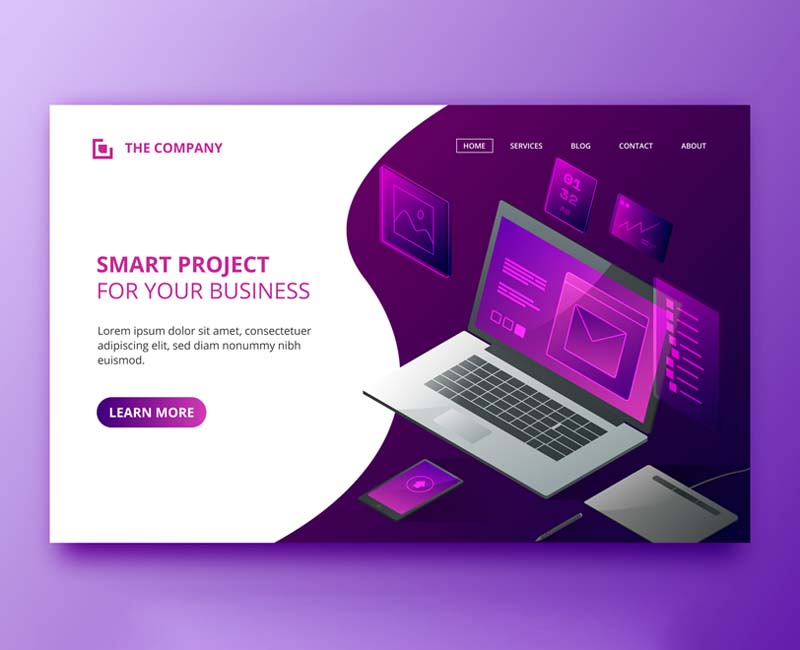 THE COMPANY
HOME SERVICES BLOG CONTACT ABOUT
01
32
SMART PROJECT
FOR YOUR BUSINESS
Lorem ipsum dolor sit amet, consectetuer
adipiscing elit, sed diam nonummy nibh
euismod.
LEARN MORE